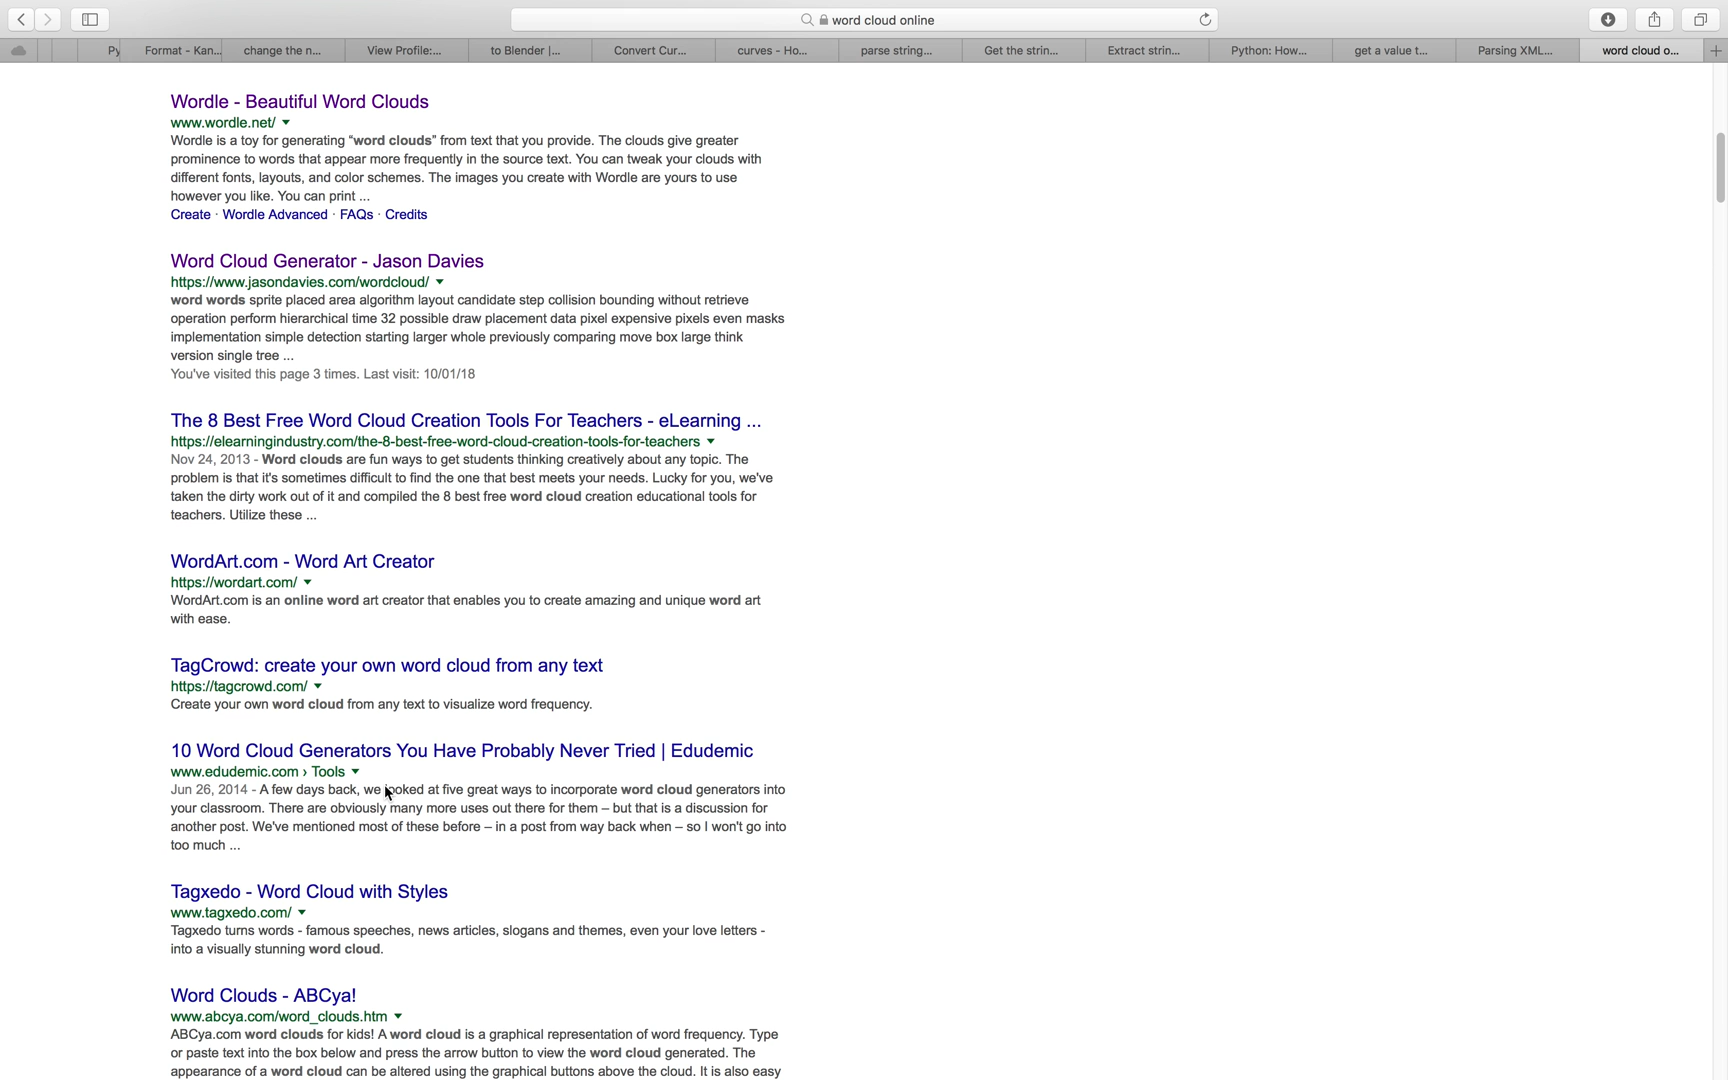 word cloud online
Py
Format - Kan...
change the n...
View Profile:...
to Blender |...
Convert Cur...
curves - Ho...
parse string...
Get the strin...
Extract strin...
Python: How...
get a value t...
Parsing XML...
word cloud o...
Wordle - Beautiful Word Clouds
www.wordle.net/
Wordle is a toy for generating “word clouds” from text that you provide. The clouds give greater
prominence to words that appear more frequently in the source text. You can tweak your clouds with
different fonts, layouts, and color schemes. The images you create with Wordle are yours to use
however you like. You can print ...
Create · Wordle Advanced · FAQs · Credits
Word Cloud Generator - Jason Davies
https://www.jasondavies.com/wordcloud/
word words sprite placed area algorithm layout candidate step collision bounding without retrieve
operation perform hierarchical time 32 possible draw placement data pixel expensive pixels even masks
implementation simple detection starting larger whole previously comparing move box large think
version single tree ...
You've visited this page 3 times. Last visit: 10/01/18
The 8 Best Free Word Cloud Creation Tools For Teachers - eLearning ...
https://elearningindustry.com/the-8-best-free-word-cloud-creation-tools-for-teachers
Nov 24, 2013 - Word clouds are fun ways to get students thinking creatively about any topic. The
problem is that it's sometimes difficult to find the one that best meets your needs. Lucky for you, we've
taken the dirty work out of it and compiled the 8 best free word cloud creation educational tools for
teachers. Utilize these ...
WordArt.com - Word Art Creator
https://wordart.com/
WordArt.com is an online word art creator that enables you to create amazing and unique word art
with ease.
TagCrowd: create your own word cloud from any text
https://tagcrowd.com/
Create your own word cloud from any text to visualize word frequency.
10 Word Cloud Generators You Have Probably Never Tried | Edudemic
www.edudemic.com › Tools
Jun 26, 2014 - A few days back, we looked at five great ways to incorporate word cloud generators into
your classroom. There are obviously many more uses out there for them – but that is a discussion for
another post. We've mentioned most of these before – in a post from way back when – so I won't go into
too much ...
Tagxedo - Word Cloud with Styles
www.tagxedo.com/
Tagxedo turns words - famous speeches, news articles, slogans and themes, even your love letters -
into a visually stunning word cloud.
Word Clouds - ABCya!
www.abcya.com/word_clouds.htm
ABCya.com word clouds for kids! A word cloud is a graphical representation of word frequency. Type
or paste text into the box below and press the arrow button to view the word cloud generated. The
appearance of a word cloud can be altered using the graphical buttons above the cloud. It is also easy